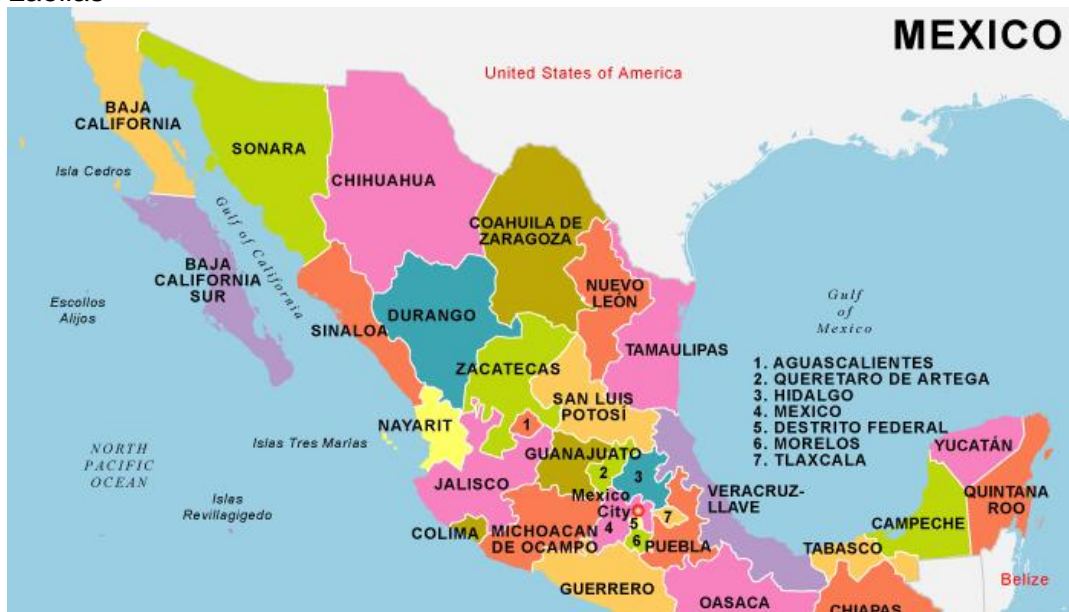 MEXICO
United States of America
BAJA
CALIFORNIA
SONARA
Isla Cedros
CHIHUAHUA
Gulf of California
COAHUILA DE
ZARAGOZA
BAJA
CALIFORNIA
SUR
NUEVO
LEÓN
Escollos
Alijos
Gulf
of
Mexico
DURANGO
SINALOA
TAMAULIPAS
ZACATECAS
1. AGUASCALIENTES
2. QUERETARO DE ARTEGA
3. HIDALGO
4. MEXICO
5. DESTRITO FEDERAL
6. MORELOS
7. TLAXCALA
SAN LUIS
POTOSÍ
NAYARIT
1
Islas Tres Marias
NORTH
PACIFIC
OCEAN
YUCATÁN
GUANAJUATO
2
3
JALISCO
Islas
Revillagigedo
Mexico
City
VERACRUZ-
LLAVE
QUINTANA
ROO
CAMPECHE
COLIMA
MICHOACAN
DE OCAMPO
4
5
6
7
PUEBLA
TABASCO
Belize
GUERRERO
OASACA
CHIAPAS